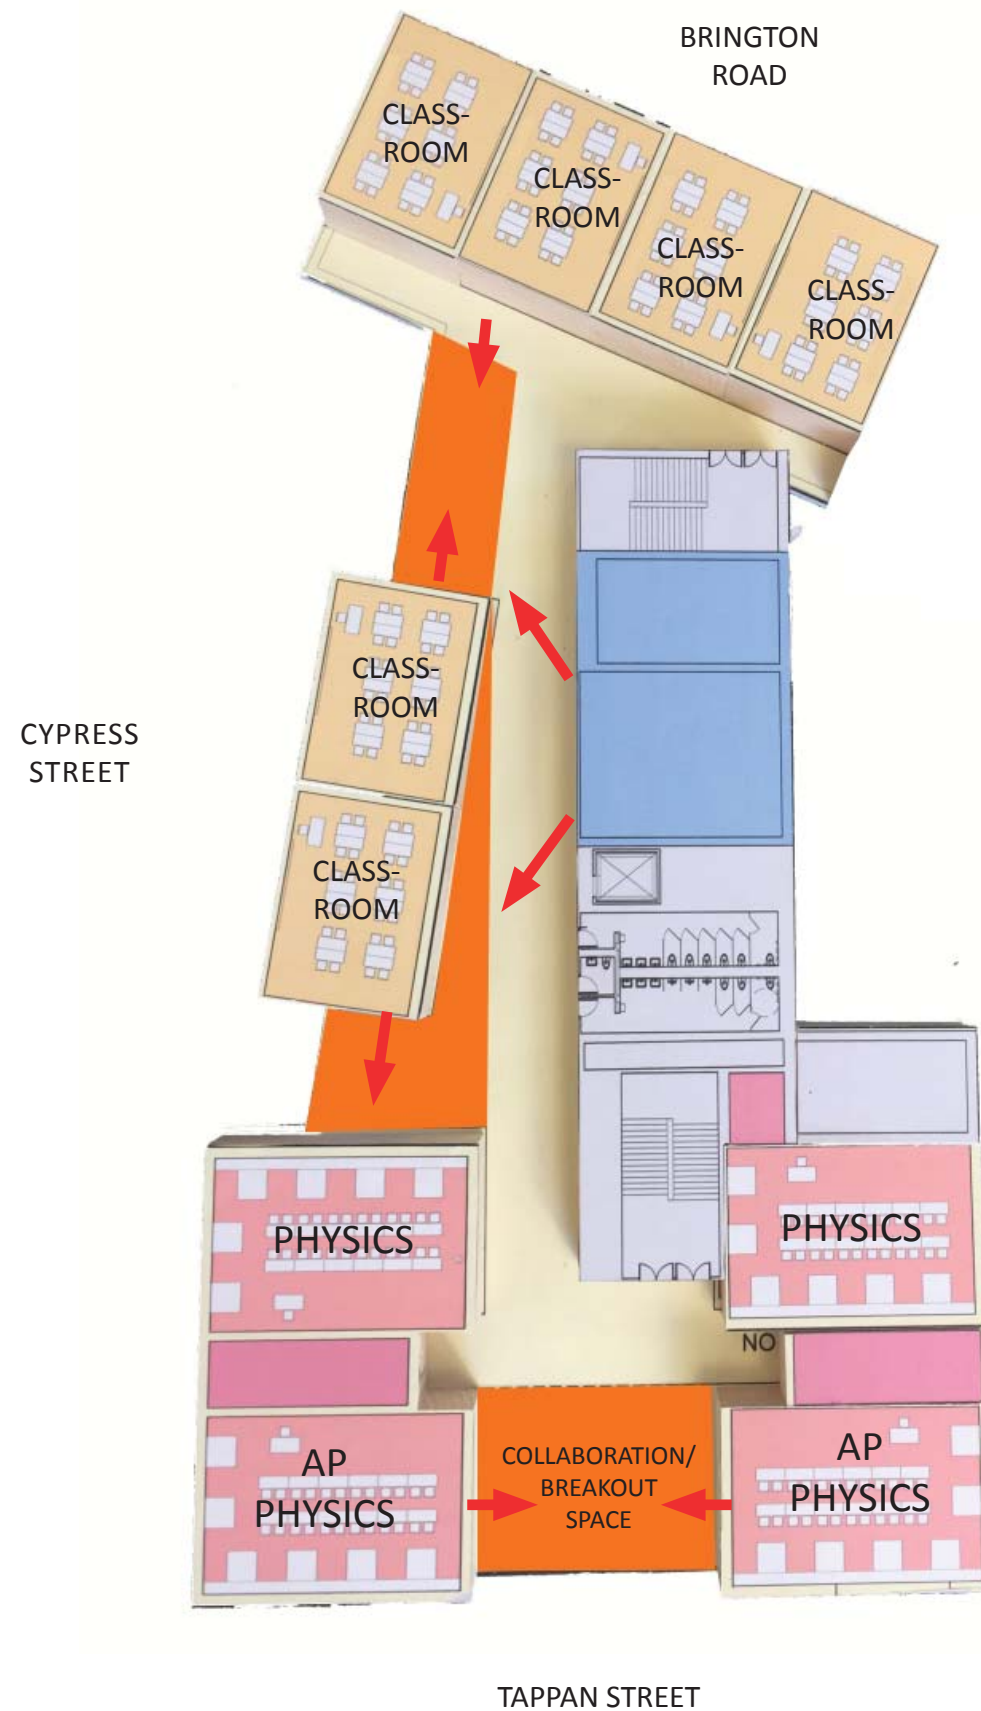 BRINGTON
ROAD
CLASS-
ROOM
CLASS-
ROOM
CLASS-
ROOM
CLASS-
ROOM
CLASS-
ROOM
CYPRESS
STREET
CLASS-
ROOM
PHYSICS
PHYSICS
NO
AP
PHYSICS
COLLABORATION/
BREAKOUT
SPACE
AP
PHYSICS
TAPPAN STREET